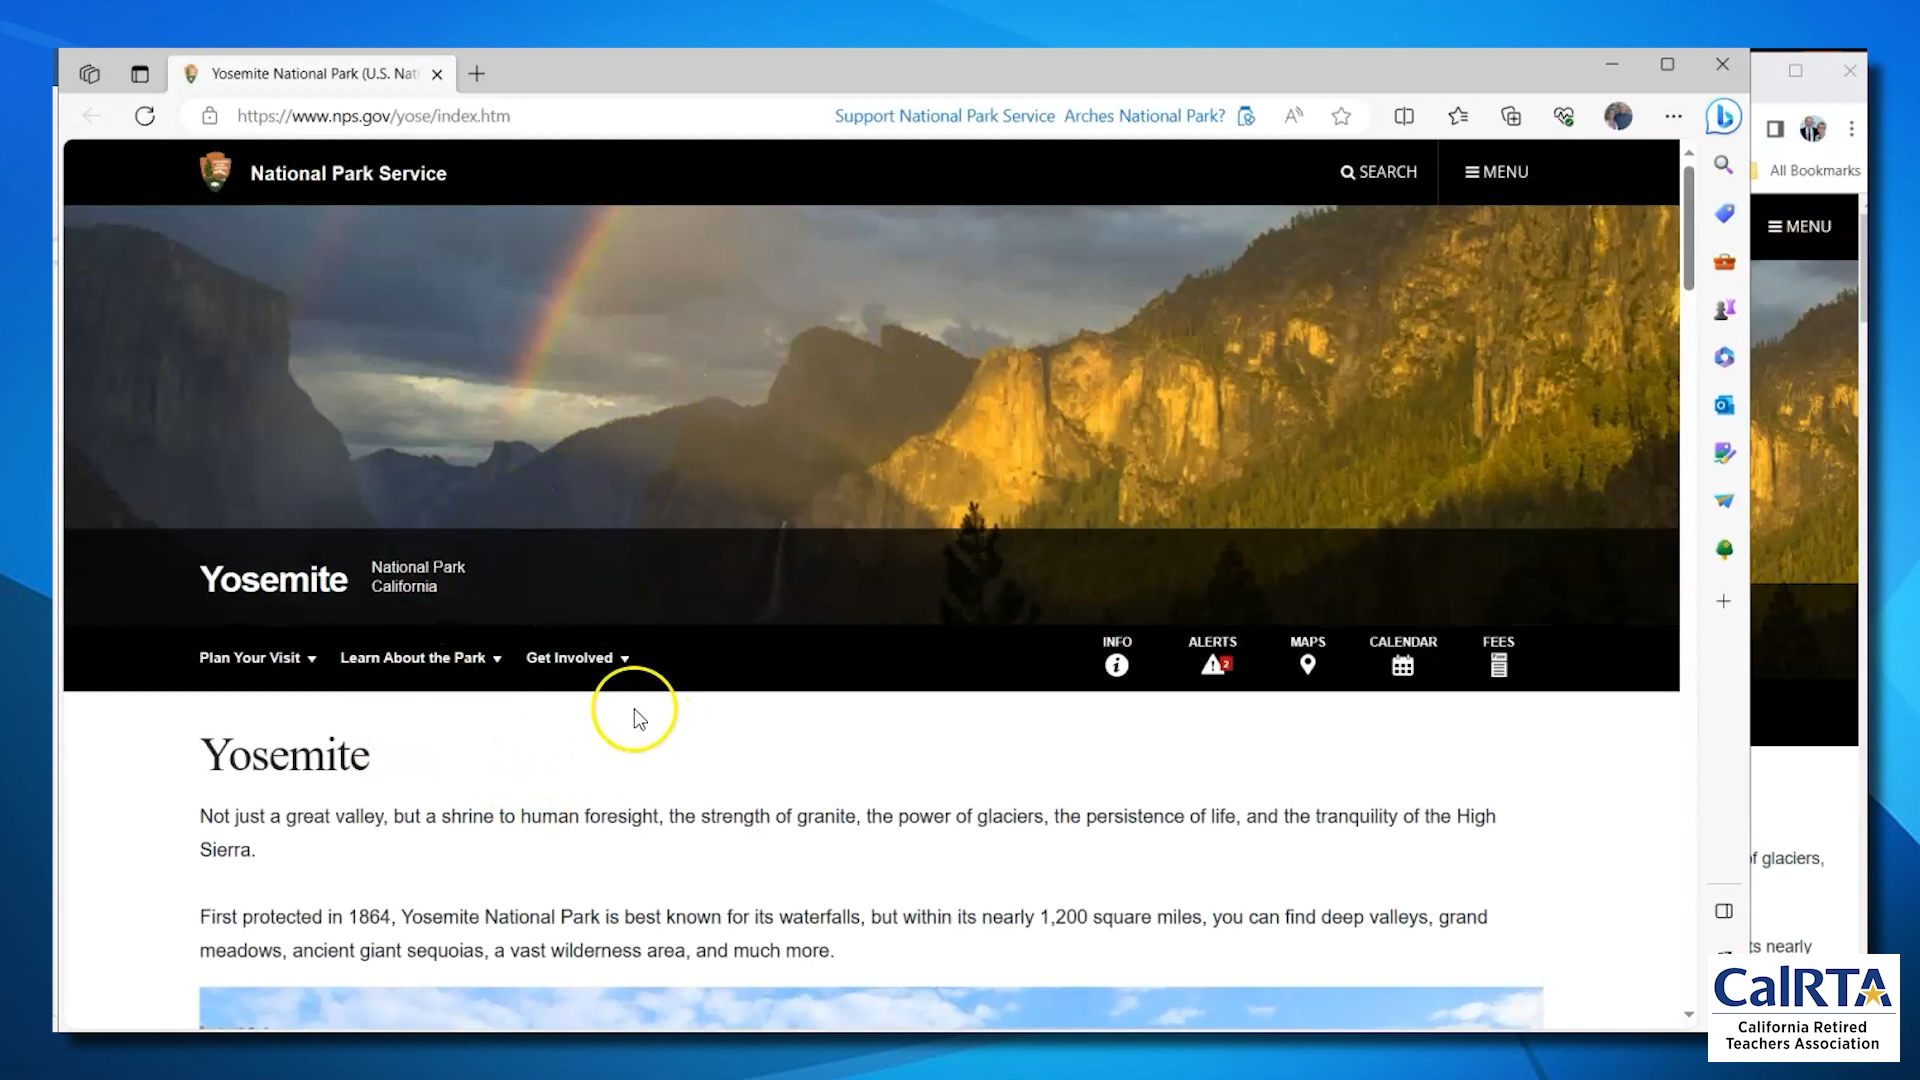 Yosemite National Park (U.S. Nati
https://www.nps.gov/yose/index.htm
Support National Park Service Arches National Park?
All Bookmarks
National Park Service
SEARCH
MENU
MENU
Yosemite
National Park
California
Plan Your Visit
Learn About the Park
Get Involved
INFO
ALERTS
2
MAPS
CALENDAR
FEES
Yosemite
Not just a great valley, but a shrine to human foresight, the strength of granite, the power of glaciers, the persistence of life, and the tranquility of the High
Sierra.
of glaciers,
First protected in 1864, Yosemite National Park is best known for its waterfalls, but within its nearly 1,200 square miles, you can find deep valleys, grand
meadows, ancient giant sequoias, a vast wilderness area, and much more.
ts nearly
CalRTA
California Retired
Teachers Association